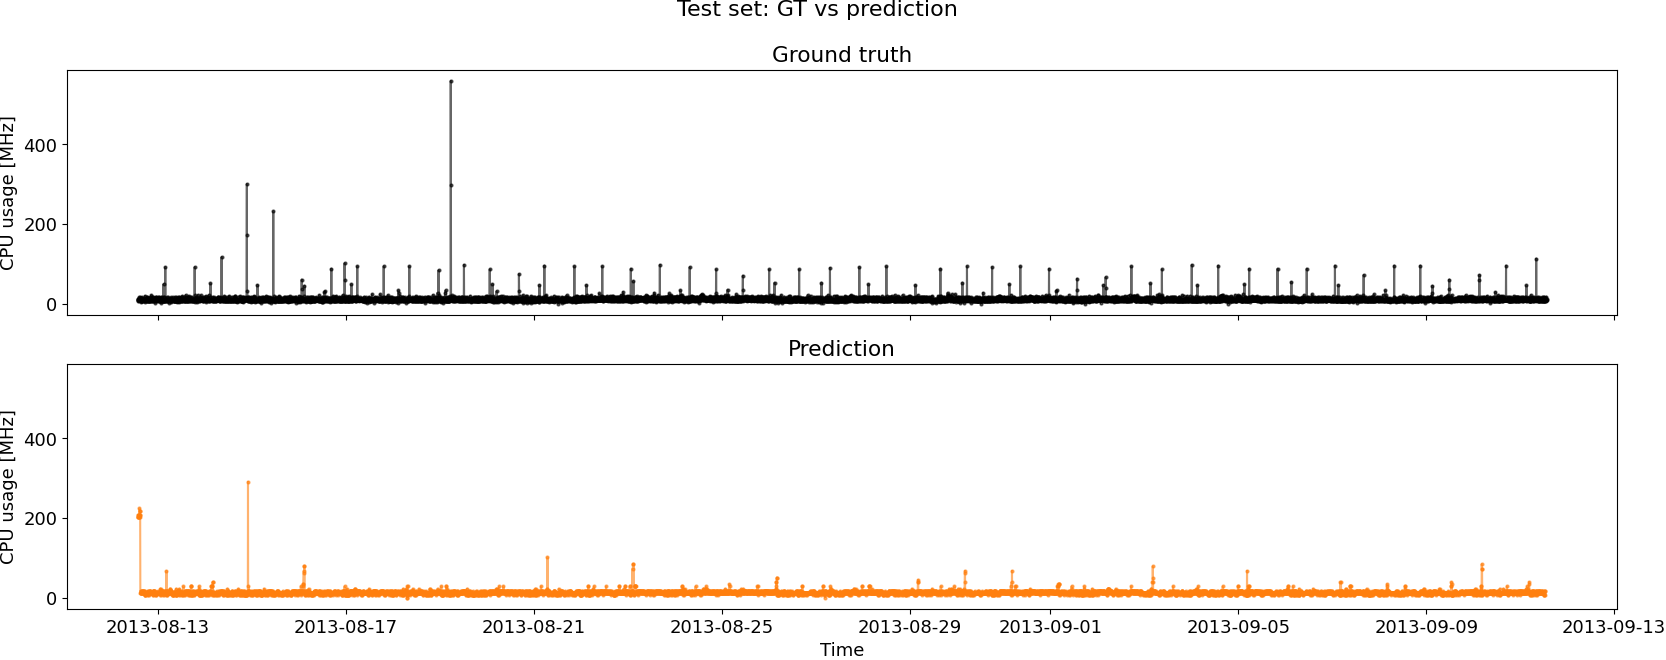 Test set: GT vs prediction
Ground truth
CPU usage [MHz]
400
200
0
Prediction
CPU usage [MHz]
400
200
0
2013-08-13 2013-08-17 2013-08-21 2013-08-25 2013-08-29 2013-09-01 2013-09-05 2013-09-09 2013-09-13
Time